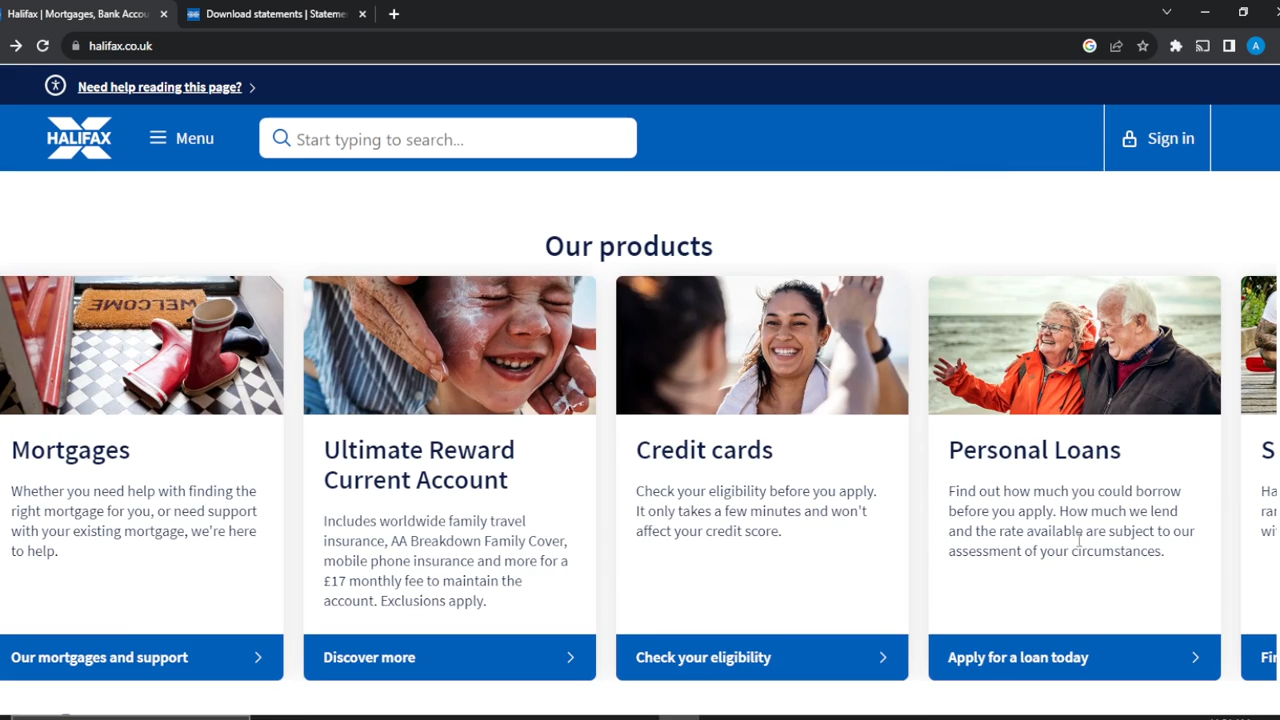 Halifax | Mortgages, Bank Accou
Download statements | Stateme
halifax.co.uk
A
Need help reading this page?
HALIFAX
Menu
Start typing to search...
Sign in
Our products
WELCOME
Mortgages
Whether you need help with finding the
right mortgage for you, or need support
with your existing mortgage, we're here
to help.
Our mortgages and support
Ultimate Reward
Current Account
Includes worldwide family travel
insurance, AA Breakdown Family Cover,
mobile phone insurance and more for a
£17 monthly fee to maintain the
account. Exclusions apply.
Discover more
Credit cards
Check your eligibility before you apply.
It only takes a few minutes and won't
affect your credit score.
Check your eligibility
Personal Loans
Find out how much you could borrow
before you apply. How much we lend
and the rate available are subject to our
assessment of your circumstances.
Apply for a loan today
S
Ha
ran
wi